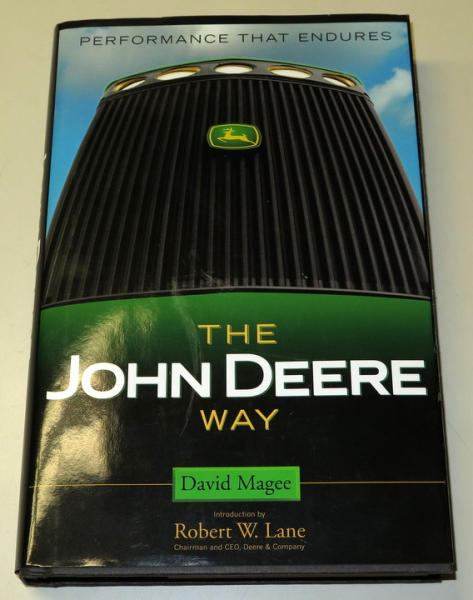 PERFORMANCE THAT ENDURES
THE
JOHN DEERE
WAY
David Magee
Introduction by
Robert W. Lane
Chairman and CEO, Deere & Company